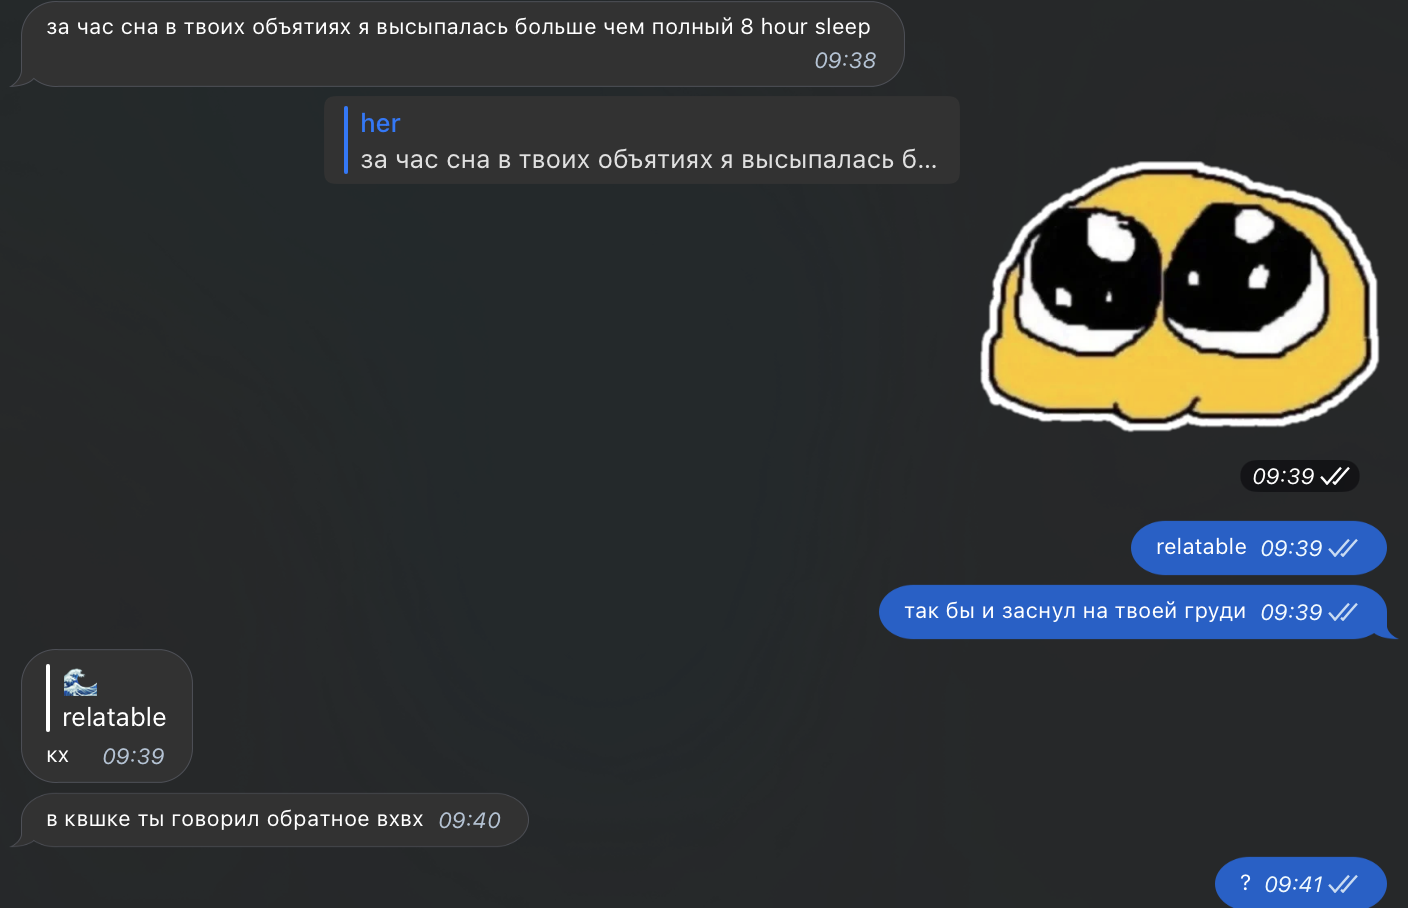 за час сна в твоих объятиях я высыпалась больше чем полный 8 hour sleep
09:38
her
за час сна в твоих объятиях я высыпалась б...
09:39
relatable 09:39
так бы и заснул на твоей груди 09:39
🌊
relatable
кх 09:39
в квшке ты говорил обратное вхвх 09:40
? 09:41